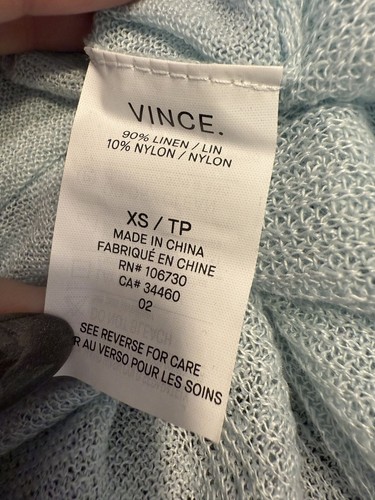 VINCE.
90% LINEN / LIN
10% NYLON / NYLON
XS / TP
MADE IN CHINA
FABRIQUÉ EN CHINE
RN# 106730
CA# 34460
02
SEE REVERSE FOR CARE
R AU VERSO POUR LES SOINS